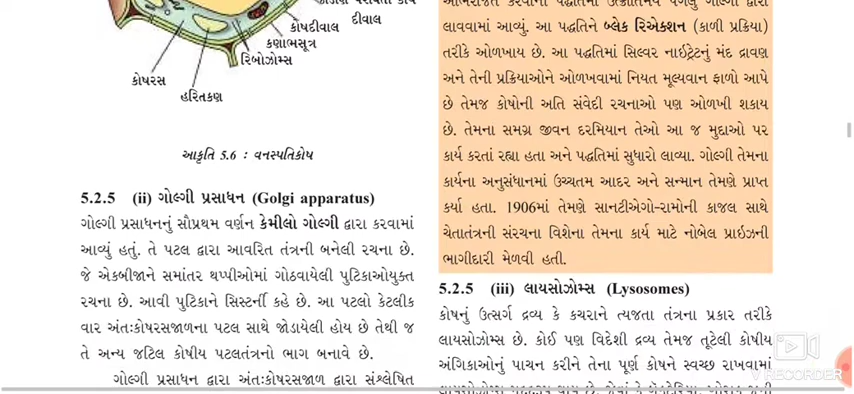 દીવાલ
કોષદીવાલ
કણાભસૂત્ર
રિબોઝોમ્સ
કોષરસ
હરિતકણ
આકૃતિ 5.6 : વનસ્પતિકોષ
5.2.5 (ii) ગોલ્ગી પ્રસાધન (Golgi apparatus)
ગોલ્ગી પ્રસાધનનું સૌપ્રથમ વર્ણન કેમીલો ગોલ્ગી દ્વારા કરવામાં
આવ્યું હતું. તે પટલ દ્વારા આવરિત તંત્રની બનેલી રચના છે.
જે એકબીજાને સમાંતર થપ્પીઓમાં ગોઠવાયેલી પુટિકાઓયુક્ત
રચના છે. આવી પુટિકાને સિસ્ટર્ની કહે છે. આ પટલો કેટલીક
વાર અંતઃકોષરસજાળના પટલ સાથે જોડાયેલી હોય છે તેથી જ
તે અન્ય જટિલ કોષીય પટલતંત્રનો ભાગ બનાવે છે.
ગોલ્ગી પ્રસાધન દ્વારા અંતઃકોષરસજાળ દ્વારા સંશ્લેષિત
લાવવામાં આવ્યું. આ પદ્ધતિને બ્લેક રિએક્શન (કાળી પ્રક્રિયા)
તરીકે ઓળખાય છે. આ પદ્ધતિમાં સિલ્વર નાઇટ્રેટનું મંદ દ્રાવણ
અને તેની પ્રક્રિયાઓને ઓળખવામાં નિયત મૂલ્યવાન ફાળો આપે
છે તેમજ કોષોની અતિ સંવેદી રચનાઓ પણ ઓળખી શકાય
છે. તેમના સમગ્ર જીવન દરમિયાન તેઓ આ જ મુદ્દાઓ પર
કાર્ય કરતાં રહ્યા હતા અને પદ્ધતિમાં સુધારો લાવ્યા. ગોલ્ગી તેમના
કાર્યના અનુસંધાનમાં ઉચ્ચતમ આદર અને સન્માન તેમણે પ્રાપ્ત
કર્યા હતા. 1906માં તેમણે સાનટીએગો-રામોની કાજલ સાથે
ચેતાતંત્રની સંરચના વિશેના તેમના કાર્ય માટે નોબેલ પ્રાઇઝની
ભાગીદારી મેળવી હતી.
5.2.5 (iii) લાયસોઝોમ્સ (Lysosomes)
કોષનું ઉત્સર્ગ દ્રવ્ય કે કચરાને ત્યજતા તંત્રના પ્રકાર તરીકે
લાયસોઝોમ્સ છે. કોઈ પણ વિદેશી દ્રવ્ય તેમજ તૂટેલી કોષીય
અંગિકાઓનું પાચન કરીને તેના પૂર્ણ કોષને સ્વચ્છ રાખવામાં
RECORDER